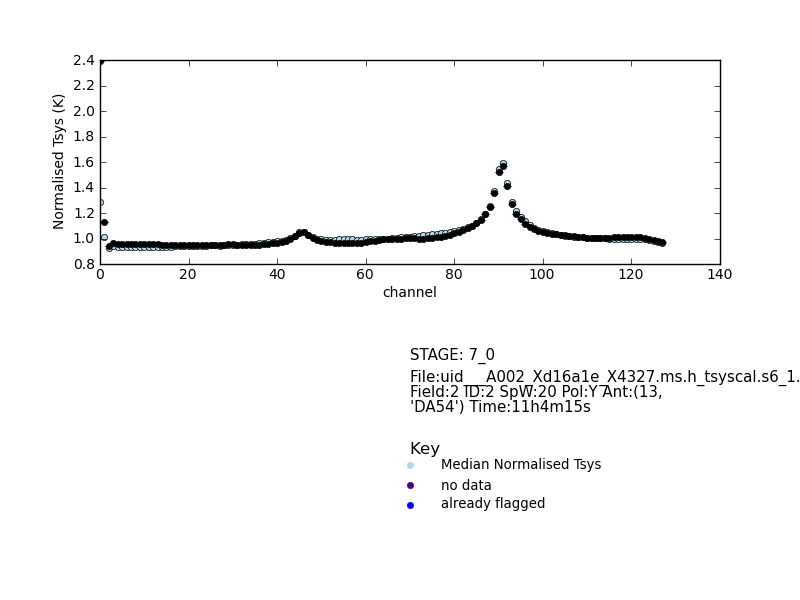 2.4
2.2
2.0
1.8
1.6
1.4
1.2
1.0
0.8
Normalised Tsys (K)
0 20 40 60 80 100 120 140
channel
STAGE: 7_0
File:uid___A002_Xd16a1e_X4327.ms.h_tsyscal.s6_1.
Field:2 ID:2 SpW:20 Pol:Y Ant:(13,
'DA54') Time:11h4m15s
Key
Median Normalised Tsys
no data
already flagged